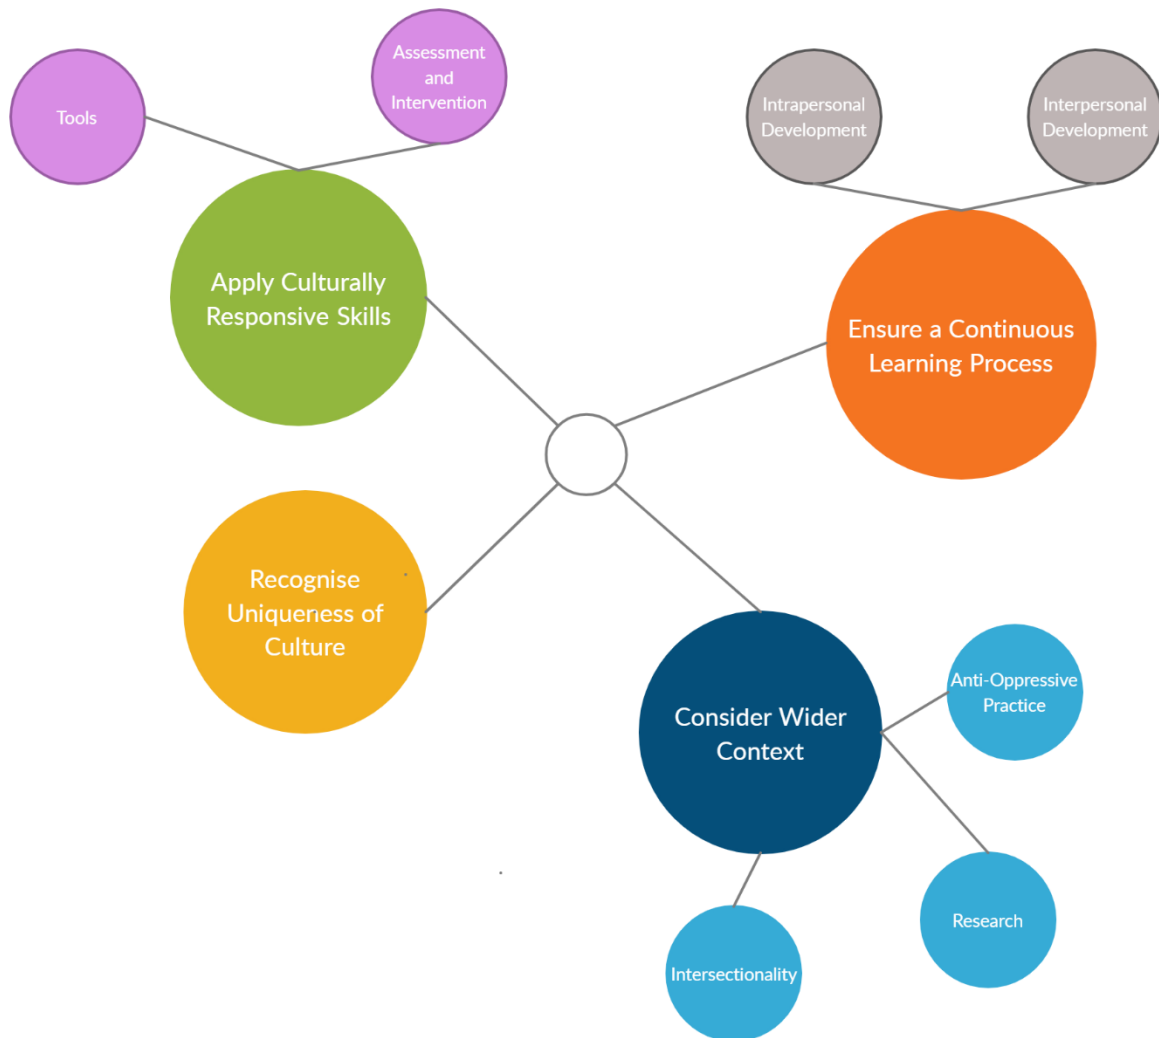 Assessment
and
Intervention
Tools
Intrapersonal
Development
Interpersonal
Development
Apply Culturally
Responsive Skills
Ensure a Continuous
Learning Process
Recognise
Uniqueness of
Culture
Consider Wider
Context
Anti-Oppressive
Practice
Research
Intersectionality